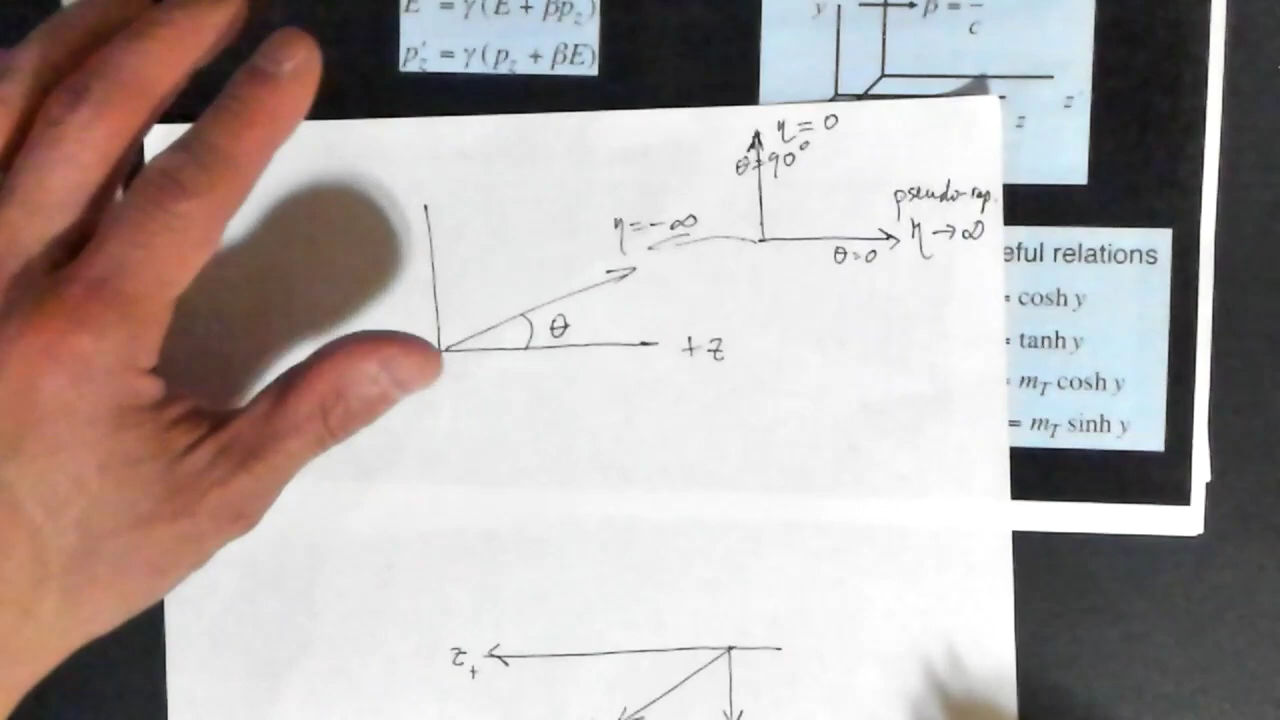 E' = γ(E + βp_z)
p'_z = γ(p_z + βE)
y
β = —
c
z'
z
η = 0
θ=90°
pseudo-rap.
η → ∞
θ=0
η=-∞
θ
+z
eful relations
= cosh y
= tanh y
= m_T cosh y
= m_T sinh y
z+